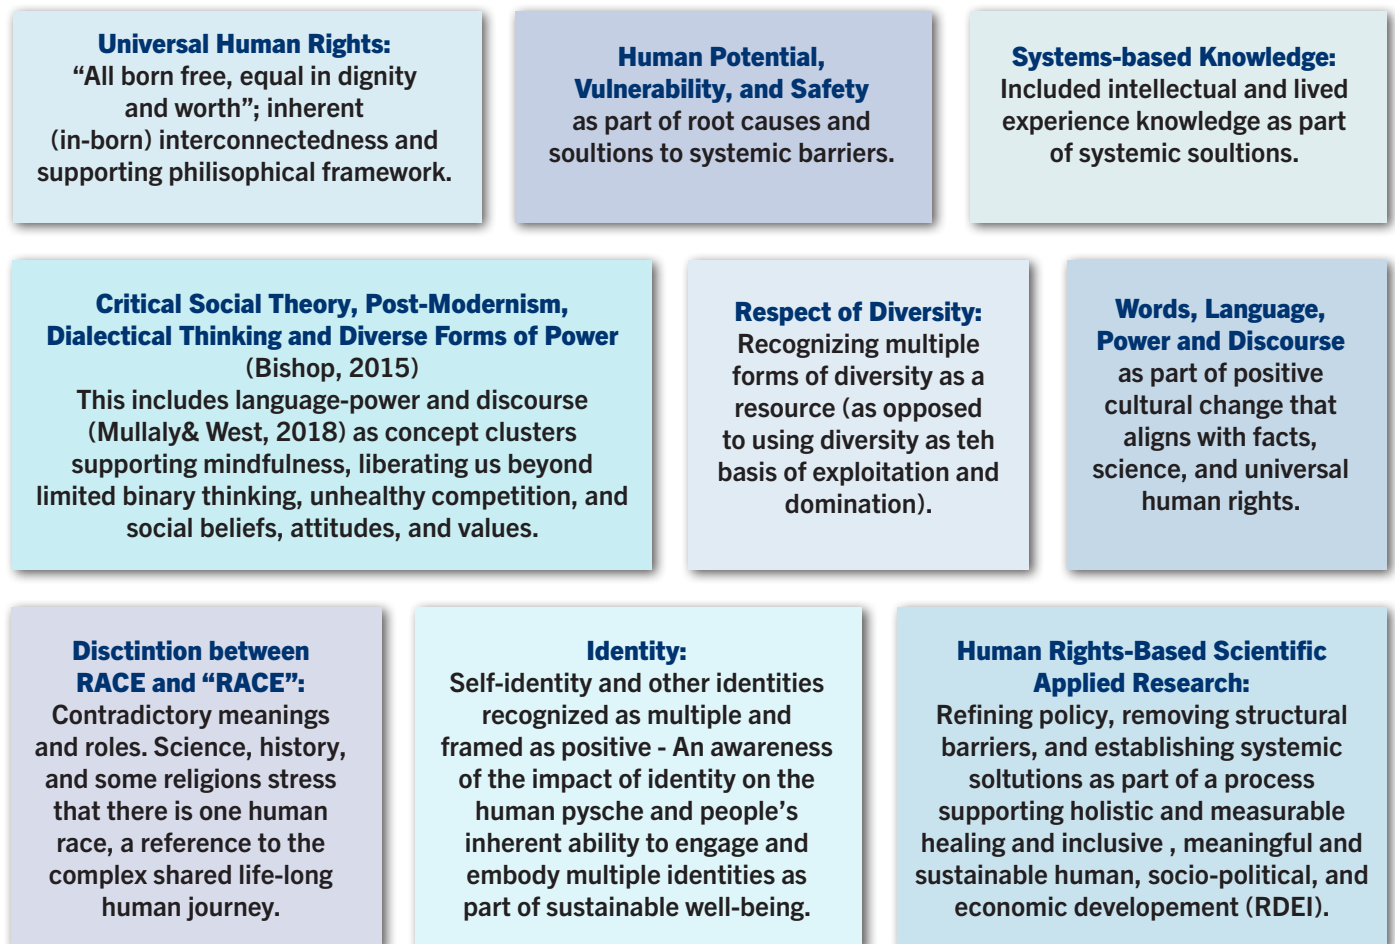 Universal Human Rights:
“All born free, equal in dignity
and worth”; inherent
(in-born) interconnectedness and
supporting philisophical framework.
Human Potential,
Vulnerability, and Safety
as part of root causes and
soultions to systemic barriers.
Systems-based Knowledge:
Included intellectual and lived
experience knowledge as part
of systemic soultions.
Critical Social Theory, Post-Modernism,
Dialectical Thinking and Diverse Forms of Power
(Bishop, 2015)
This includes language-power and discourse
(Mullaly& West, 2018) as concept clusters
supporting mindfulness, liberating us beyond
limited binary thinking, unhealthy competition, and
social beliefs, attitudes, and values.
Respect of Diversity:
Recognizing multiple
forms of diversity as a
resource (as opposed
to using diversity as teh
basis of exploitation and
domination).
Words, Language,
Power and Discourse
as part of positive
cultural change that
aligns with facts,
science, and universal
human rights.
Disctintion between
RACE and “RACE”:
Contradictory meanings
and roles. Science, history,
and some religions stress
that there is one human
race, a reference to the
complex shared life-long
human journey.
Identity:
Self-identity and other identities
recognized as multiple and
framed as positive - An awareness
of the impact of identity on the
human pysche and people’s
inherent ability to engage and
embody multiple identities as
part of sustainable well-being.
Human Rights-Based Scientific
Applied Research:
Refining policy, removing structural
barriers, and establishing systemic
soltutions as part of a process
supporting holistic and measurable
healing and inclusive , meaningful and
sustainable human, socio-political, and
economic developement (RDEI).